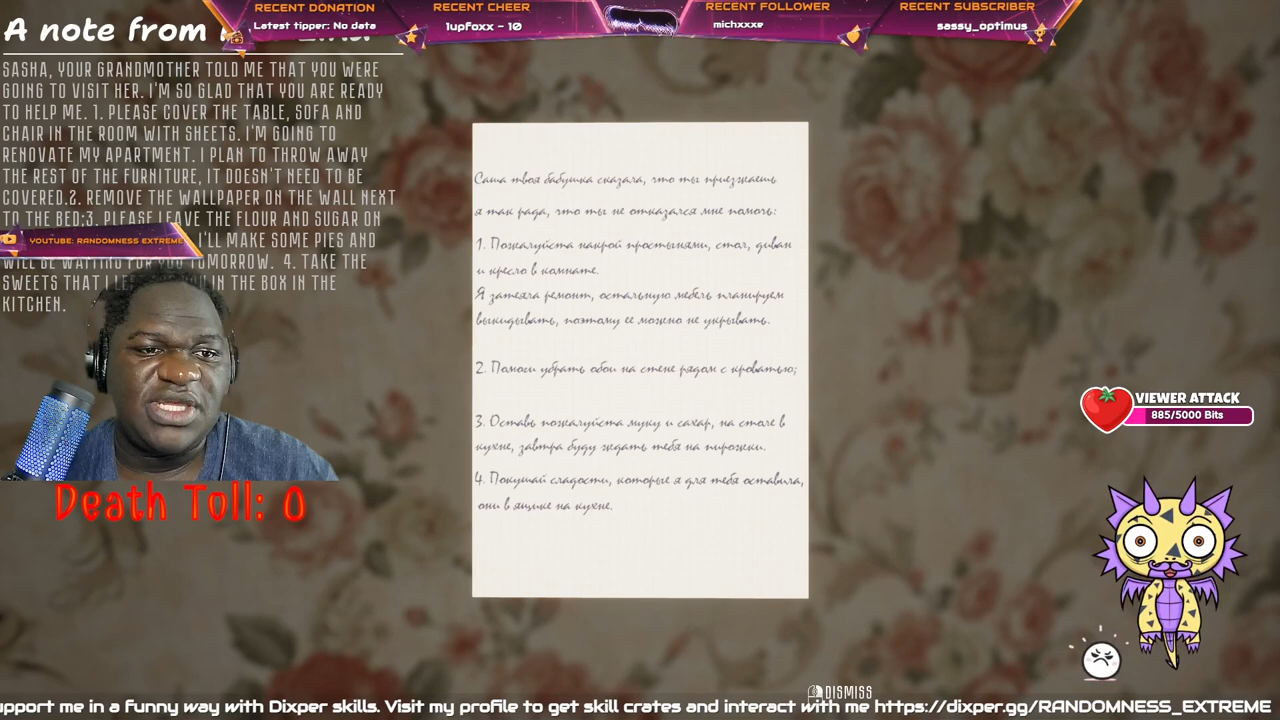 RECENT DONATION
Latest tipper: No data
RECENT CHEER
1upFoxx - 10
RECENT FOLLOWER
michxxxe
RECENT SUBSCRIBER
sassy_optimus
A note from
SASHA, YOUR GRANDMOTHER TOLD ME THAT YOU WERE
GOING TO VISIT HER. I'M SO GLAD THAT YOU ARE READY
TO HELP ME. 1. PLEASE COVER THE TABLE, SOFA AND
CHAIR IN THE ROOM WITH SHEETS. I'M GOING TO
RENOVATE MY APARTMENT. I PLAN TO THROW AWAY
THE REST OF THE FURNITURE, IT DOESN'T NEED TO BE
COVERED.2. REMOVE THE WALLPAPER ON THE WALL NEXT
TO THE BED;3. PLEASE LEAVE THE FLOUR AND SUGAR ON
I'LL MAKE SOME PIES AND
WILL BE WAITING FOR YOU TOMORROW. 4. TAKE THE
SWEETS THAT I IN THE BOX IN THE
KITCHEN.
YOUTUBE: RANDOMNESS EXTREME
Death Toll: 0
Саша твоя бабушка сказала, что ты приезжаешь
я так рада, что ты не отказался мне помочь:
1. Пожалуйста накрой простынями, стол, диван
и кресло в комнате.
Я затеяла ремонт, остальную мебель планируем
выкидывать, поэтому ее можно не укрывать.
2. Помоги убрать обои на стене рядом с кроватью;
3. Оставь пожалуйста муку и сахар, на столе в
кухне, завтра буду ждать тебя на пирожки.
4. Покушай сладости, которые я для тебя оставила,
они в ящике на кухне.
VIEWER ATTACK
885/5000 Bits
DISMISS
upport me in a funny way with Dixper skills. Visit my profile to get skill crates and interact with me https://dixper.gg/RANDOMNESS_EXTREME